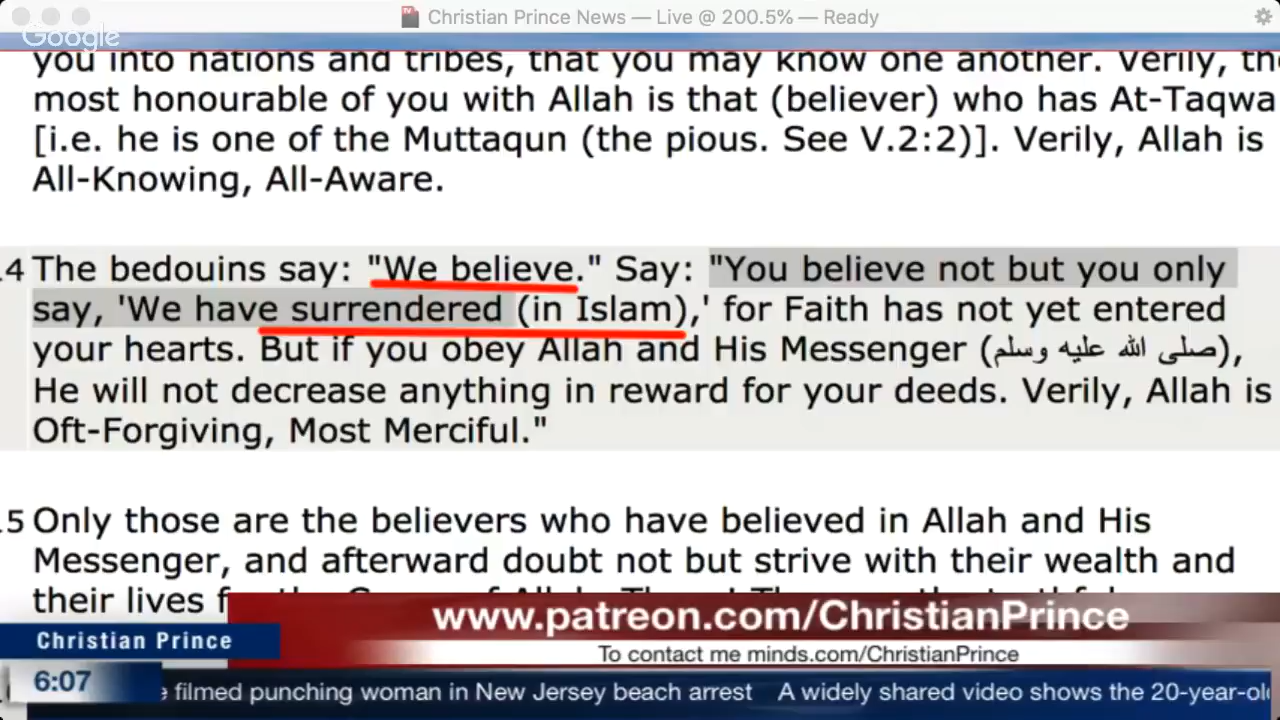 Christian Prince News — Live @ 200.5% — Ready
Google
you into nations and tribes, that you may know one another. Verily, the
most honourable of you with Allah is that (believer) who has At-Taqwa
[i.e. he is one of the Muttaqun (the pious. See V.2:2)]. Verily, Allah is
All-Knowing, All-Aware.
4 The bedouins say: "We believe." Say: "You believe not but you only
say, 'We have surrendered (in Islam),' for Faith has not yet entered
your hearts. But if you obey Allah and His Messenger (صلى الله عليه وسلم),
He will not decrease anything in reward for your deeds. Verily, Allah is
Oft-Forgiving, Most Merciful."
5 Only those are the believers who have believed in Allah and His
Messenger, and afterward doubt not but strive with their wealth and
their lives
www.patreon.com/ChristianPrince
Christian Prince
To contact me minds.com/ChristianPrince
6:07
filmed punching woman in New Jersey beach arrest A widely shared video shows the 20-year-ol